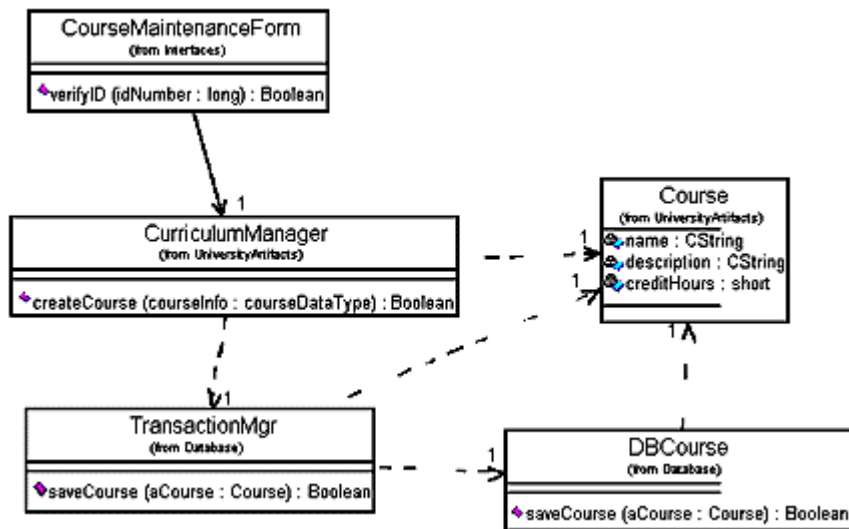 CourseMaintenanceForm
(from Interfaces)
verifyID (idNumber : long) : Boolean
1
CurriculumManager
(from UniversityArtifacts)
createCourse (courseInfo : courseDataType) : Boolean
1
Course
(from UniversityArtifacts)
name : CString
description : CString
creditHours : short
1
1
1
TransactionMgr
(from Database)
saveCourse (aCourse : Course) : Boolean
1
DBCourse
(from Database)
saveCourse (aCourse : Course) : Boolean